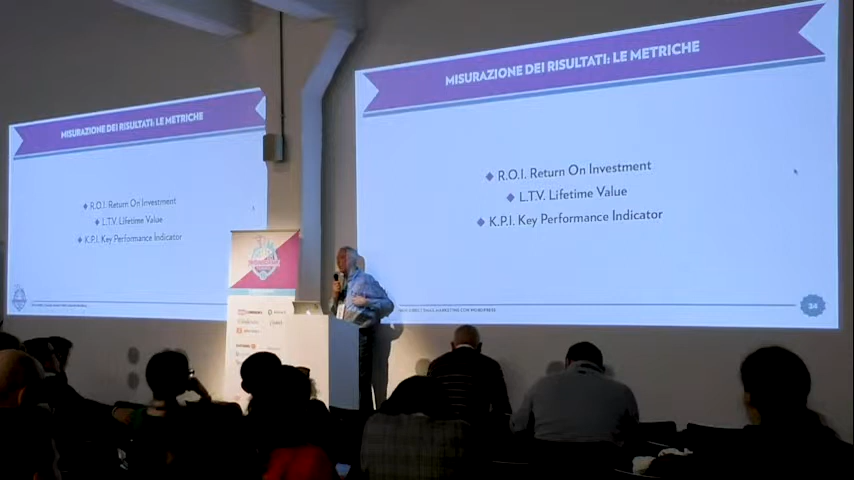 MISURAZIONE DEI RISULTATI: LE METRICHE
R.O.I. Return On Investment
L.T.V. Lifetime Value
K.P.I. Key Performance Indicator
MISURAZIONE DEI RISULTATI: LE METRICHE
R.O.I. Return On Investment
L.T.V. Lifetime Value
K.P.I. Key Performance Indicator
34